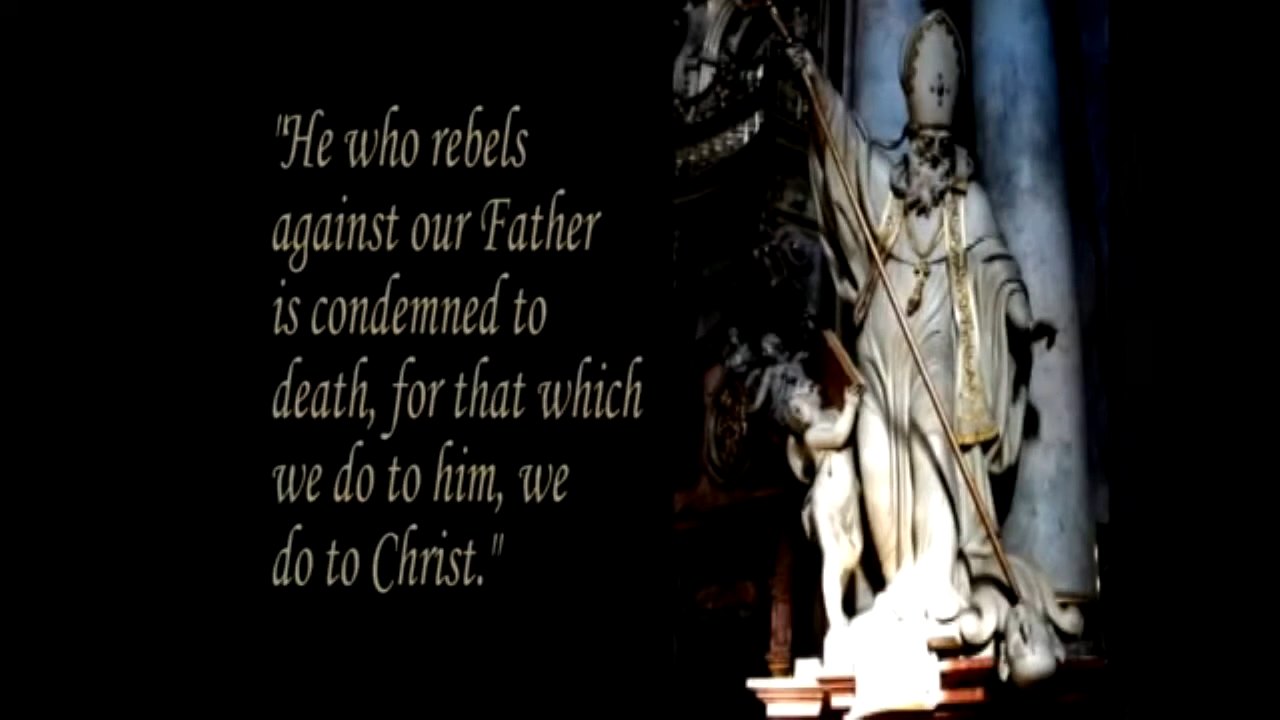 "He who rebels
against our Father
is condemned to
death, for that which
we do to him, we
do to Christ."